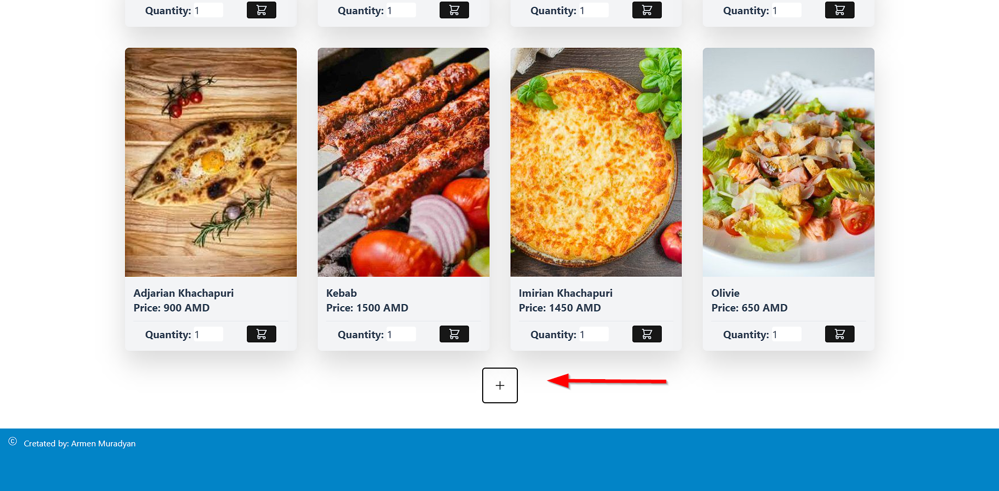 Quantity: 1
Quantity: 1
Quantity: 1
Quantity: 1
Adjarian Khachapuri
Price: 900 AMD
Quantity: 1
Kebab
Price: 1500 AMD
Quantity: 1
Imirian Khachapuri
Price: 1450 AMD
Quantity: 1
Olivie
Price: 650 AMD
Quantity: 1
+
© Cretated by: Armen Muradyan